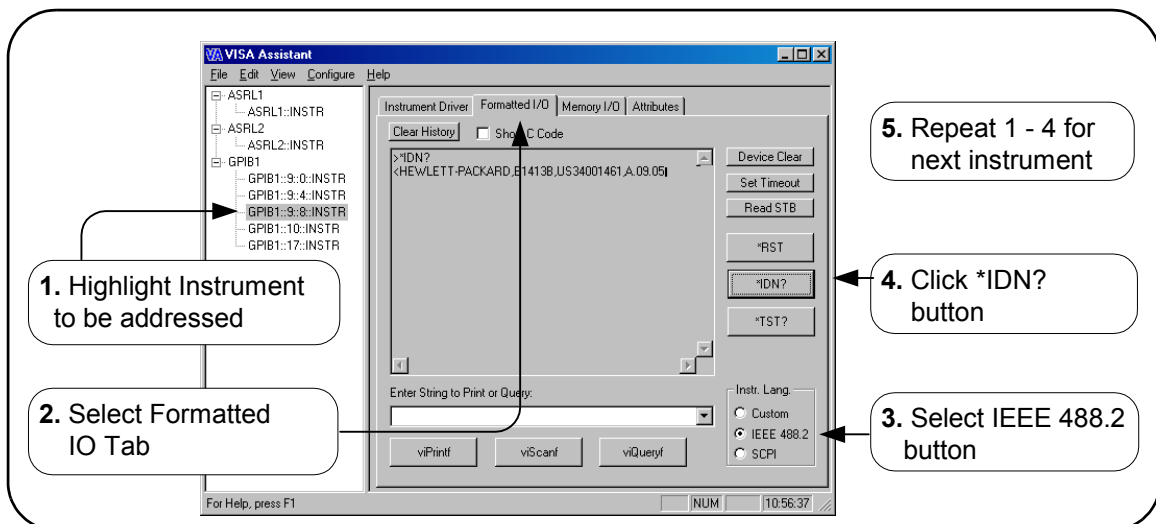 VA VISA Assistant
File Edit View Configure Help
ASRL1
ASRL1::INSTR
ASRL2
ASRL2::INSTR
GPIB1
GPIB1::9::0::INSTR
GPIB1::9::4::INSTR
GPIB1::9::8::INSTR
GPIB1::10::INSTR
GPIB1::17::INSTR
Instrument Driver Formatted I/O Memory I/O Attributes
Clear History C Code
>*IDN?
<HEWLETT-PACKARD,E1413B,US34001461,A.09.05
Device Clear
Set Timeout
Read STB
*RST
*IDN?
*TST?
Enter String to Print or Query:
viPrintf viScanf viQueryf
Instr. Lang.
Custom
IEEE 488.2
SCPI
For Help, press F1 NUM 10:56:37
1. Highlight Instrument
to be addressed
2. Select Formatted
IO Tab
5. Repeat 1 - 4 for
next instrument
4. Click *IDN?
button
3. Select IEEE 488.2
button